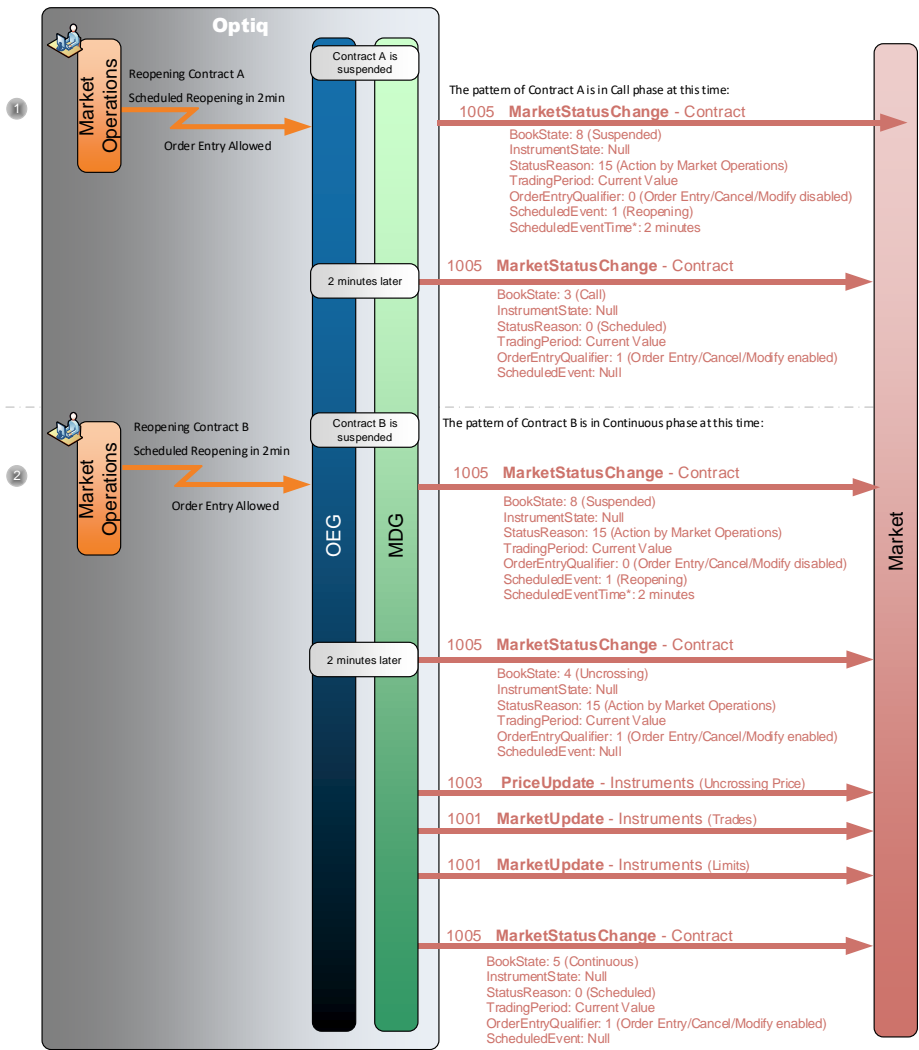 Optiq
Contract A is
suspended
Market
Operations
Reopening Contract A
Scheduled Reopening in 2min
Order Entry Allowed
1
The pattern of Contract A is in Call phase at this time:
1005 MarketStatusChange - Contract
BookState: 8 (Suspended)
InstrumentState: Null
StatusReason: 15 (Action by Market Operations)
TradingPeriod: Current Value
OrderEntryQualifier: 0 (Order Entry/Cancel/Modify disabled)
ScheduledEvent: 1 (Reopening)
ScheduledEventTime*: 2 minutes
2 minutes later
1005 MarketStatusChange - Contract
BookState: 3 (Call)
InstrumentState: Null
StatusReason: 0 (Scheduled)
TradingPeriod: Current Value
OrderEntryQualifier: 1 (Order Entry/Cancel/Modify enabled)
ScheduledEvent: Null
Market
Operations
Reopening Contract B
Scheduled Reopening in 2min
Order Entry Allowed
2
Contract B is
suspended
The pattern of Contract B is in Continuous phase at this time:
1005 MarketStatusChange - Contract
BookState: 8 (Suspended)
InstrumentState: Null
StatusReason: 15 (Action by Market Operations)
TradingPeriod: Current Value
OrderEntryQualifier: 0 (Order Entry/Cancel/Modify disabled)
ScheduledEvent: 1 (Reopening)
ScheduledEventTime*: 2 minutes
OEG
MDG
Market
2 minutes later
1005 MarketStatusChange - Contract
BookState: 4 (Uncrossing)
InstrumentState: Null
StatusReason: 15 (Action by Market Operations)
TradingPeriod: Current Value
OrderEntryQualifier: 1 (Order Entry/Cancel/Modify enabled)
ScheduledEvent: Null
1003 PriceUpdate - Instruments (Uncrossing Price)
1001 MarketUpdate - Instruments (Trades)
1001 MarketUpdate - Instruments (Limits)
1005 MarketStatusChange - Contract
BookState: 5 (Continuous)
InstrumentState: Null
StatusReason: 0 (Scheduled)
TradingPeriod: Current Value
OrderEntryQualifier: 1 (Order Entry/Cancel/Modify enabled)
ScheduledEvent: Null